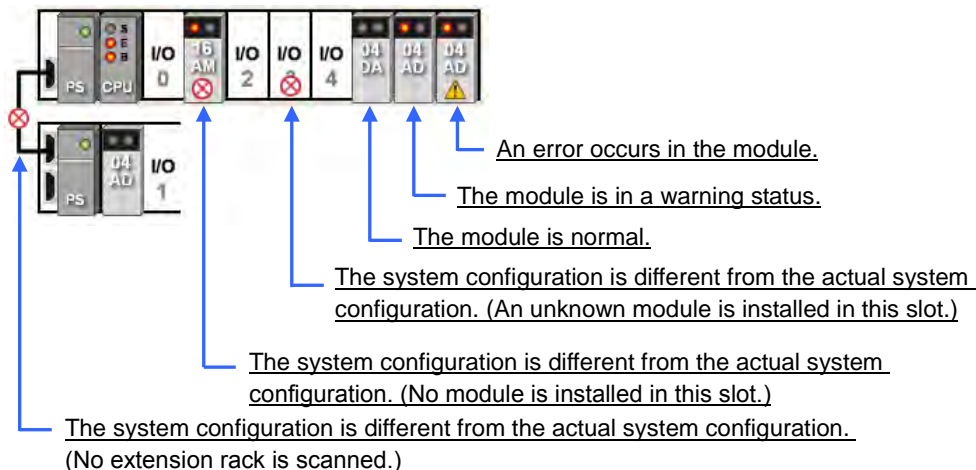 S
E
B
PS
CPU
I/O
0
16
AM
I/O
2
I/O
3
I/O
4
04
DA
04
AD
04
AD
PS
04
AD
I/O
1
An error occurs in the module.
The module is in a warning status.
The module is normal.
The system configuration is different from the actual system
configuration. (An unknown module is installed in this slot.)
The system configuration is different from the actual system
configuration. (No module is installed in this slot.)
The system configuration is different from the actual system configuration.
(No extension rack is scanned.)